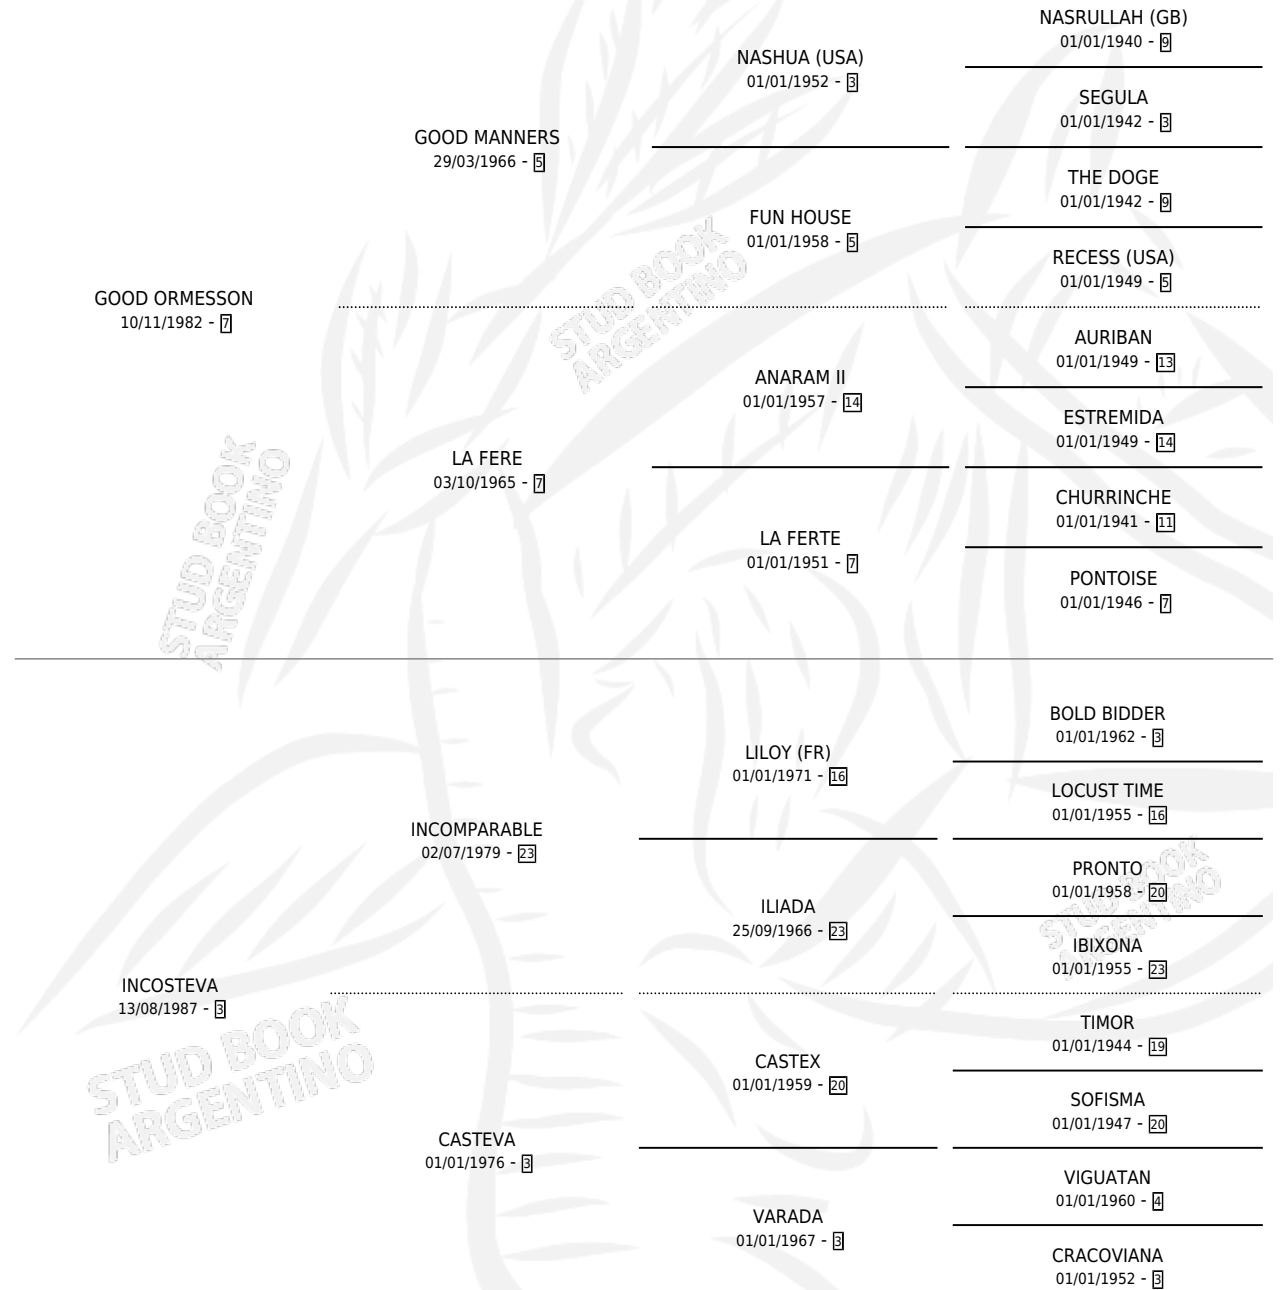 NASRULLAH (GB)
01/01/1940 - 9
NASHUA (USA)
01/01/1952 - 3
SEGULA
01/01/1942 - 3
GOOD MANNERS
29/03/1966 - 5
THE DOGE
01/01/1942 - 9
FUN HOUSE
01/01/1958 - 5
RECESS (USA)
01/01/1949 - 5
GOOD ORMESSON
10/11/1982 - 7
AURIBAN
01/01/1949 - 13
ANARAM II
01/01/1957 - 14
ESTREMIDA
01/01/1949 - 14
LA FERE
03/10/1965 - 7
CHURRINCHE
01/01/1941 - 11
LA FERTE
01/01/1951 - 7
PONTOISE
01/01/1946 - 7
BOLD BIDDER
01/01/1962 - 3
LILOY (FR)
01/01/1971 - 16
LOCUST TIME
01/01/1955 - 16
INCOMPARABLE
02/07/1979 - 23
PRONTO
01/01/1958 - 20
ILIADA
25/09/1966 - 23
IBIXONA
01/01/1955 - 23
INCOSTEVA
13/08/1987 - 3
TIMOR
01/01/1944 - 19
CASTEX
01/01/1959 - 20
SOFISMA
01/01/1947 - 20
CASTEVA
01/01/1976 - 3
VIGUATAN
01/01/1960 - 4
VARADA
01/01/1967 - 3
CRACOVIANA
01/01/1952 - 3
STUD BOOK
ARGENTINO
STUD BOOK
ARGENTINO
STUD BOOK
ARGENTINO
STUD BOOK
ARGENTINO